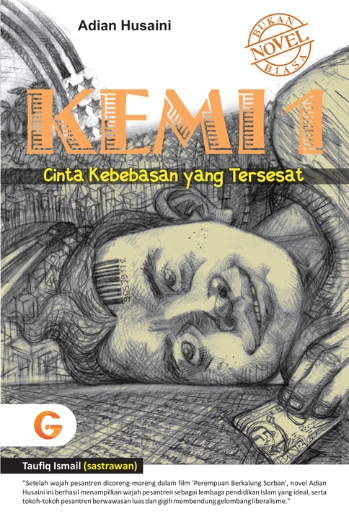 Adian Husaini
BUKAN
NOVEL
BIASA
KEMI 1
Cinta Kebebasan yang Tersesat
G
Taufiq Ismail (sastrawan)
"Setelah wajah pesantren dicoreng-moreng dalam film 'Perempuan Berkalung Sorban', novel Adian
Husaini ini berhasil menampilkan wajah pesantren sebagai lembaga pendidikan Islam yang ideal, serta
tokoh-tokoh pesantren berwawasan luas dan gigih membendung gelombang liberalisme."